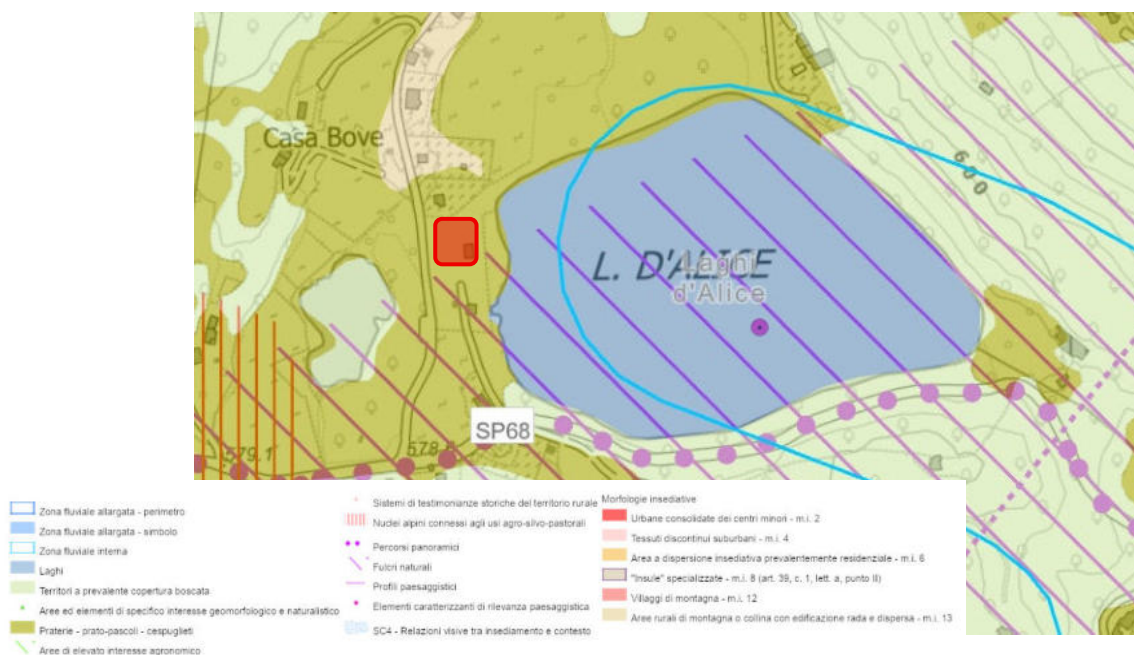 Casa Bove
600
L. D'ALICE
Laghi
d'Alice
SP68
579.1
578.5
Zona fluviale allargata - perimetro
Zona fluviale allargata - simbolo
Zona fluviale interna
Laghi
Territori a prevalente copertura boscata
Aree ed elementi di specifico interesse geomorfologico e naturalistico
Praterie - prato-pascoli - cespuglieti
Aree di elevato interesse agronomico
Sistemi di testimonianze storiche del territorio rurale
Nuclei alpini connessi agli usi agro-silvo-pastorali
Percorsi panoramici
Fulcri naturali
Profili paesaggistici
Elementi caratterizzanti di rilevanza paesaggistica
SC4 - Relazioni visive tra insediamento e contesto
Morfologie insediative
Urbane consolidate dei centri minori - m.i. 2
Tessuti discontinui suburbani - m.i. 4
Area a dispersione insediativa prevalentemente residenziale - m.i. 6
"Insule" specializzate - m.i. 8 (art. 39, c. 1, lett. a, punto II)
Villaggi di montagna - m.i. 12
Aree rurali di montagna o collina con edificazione rada e dispersa - m.i. 13